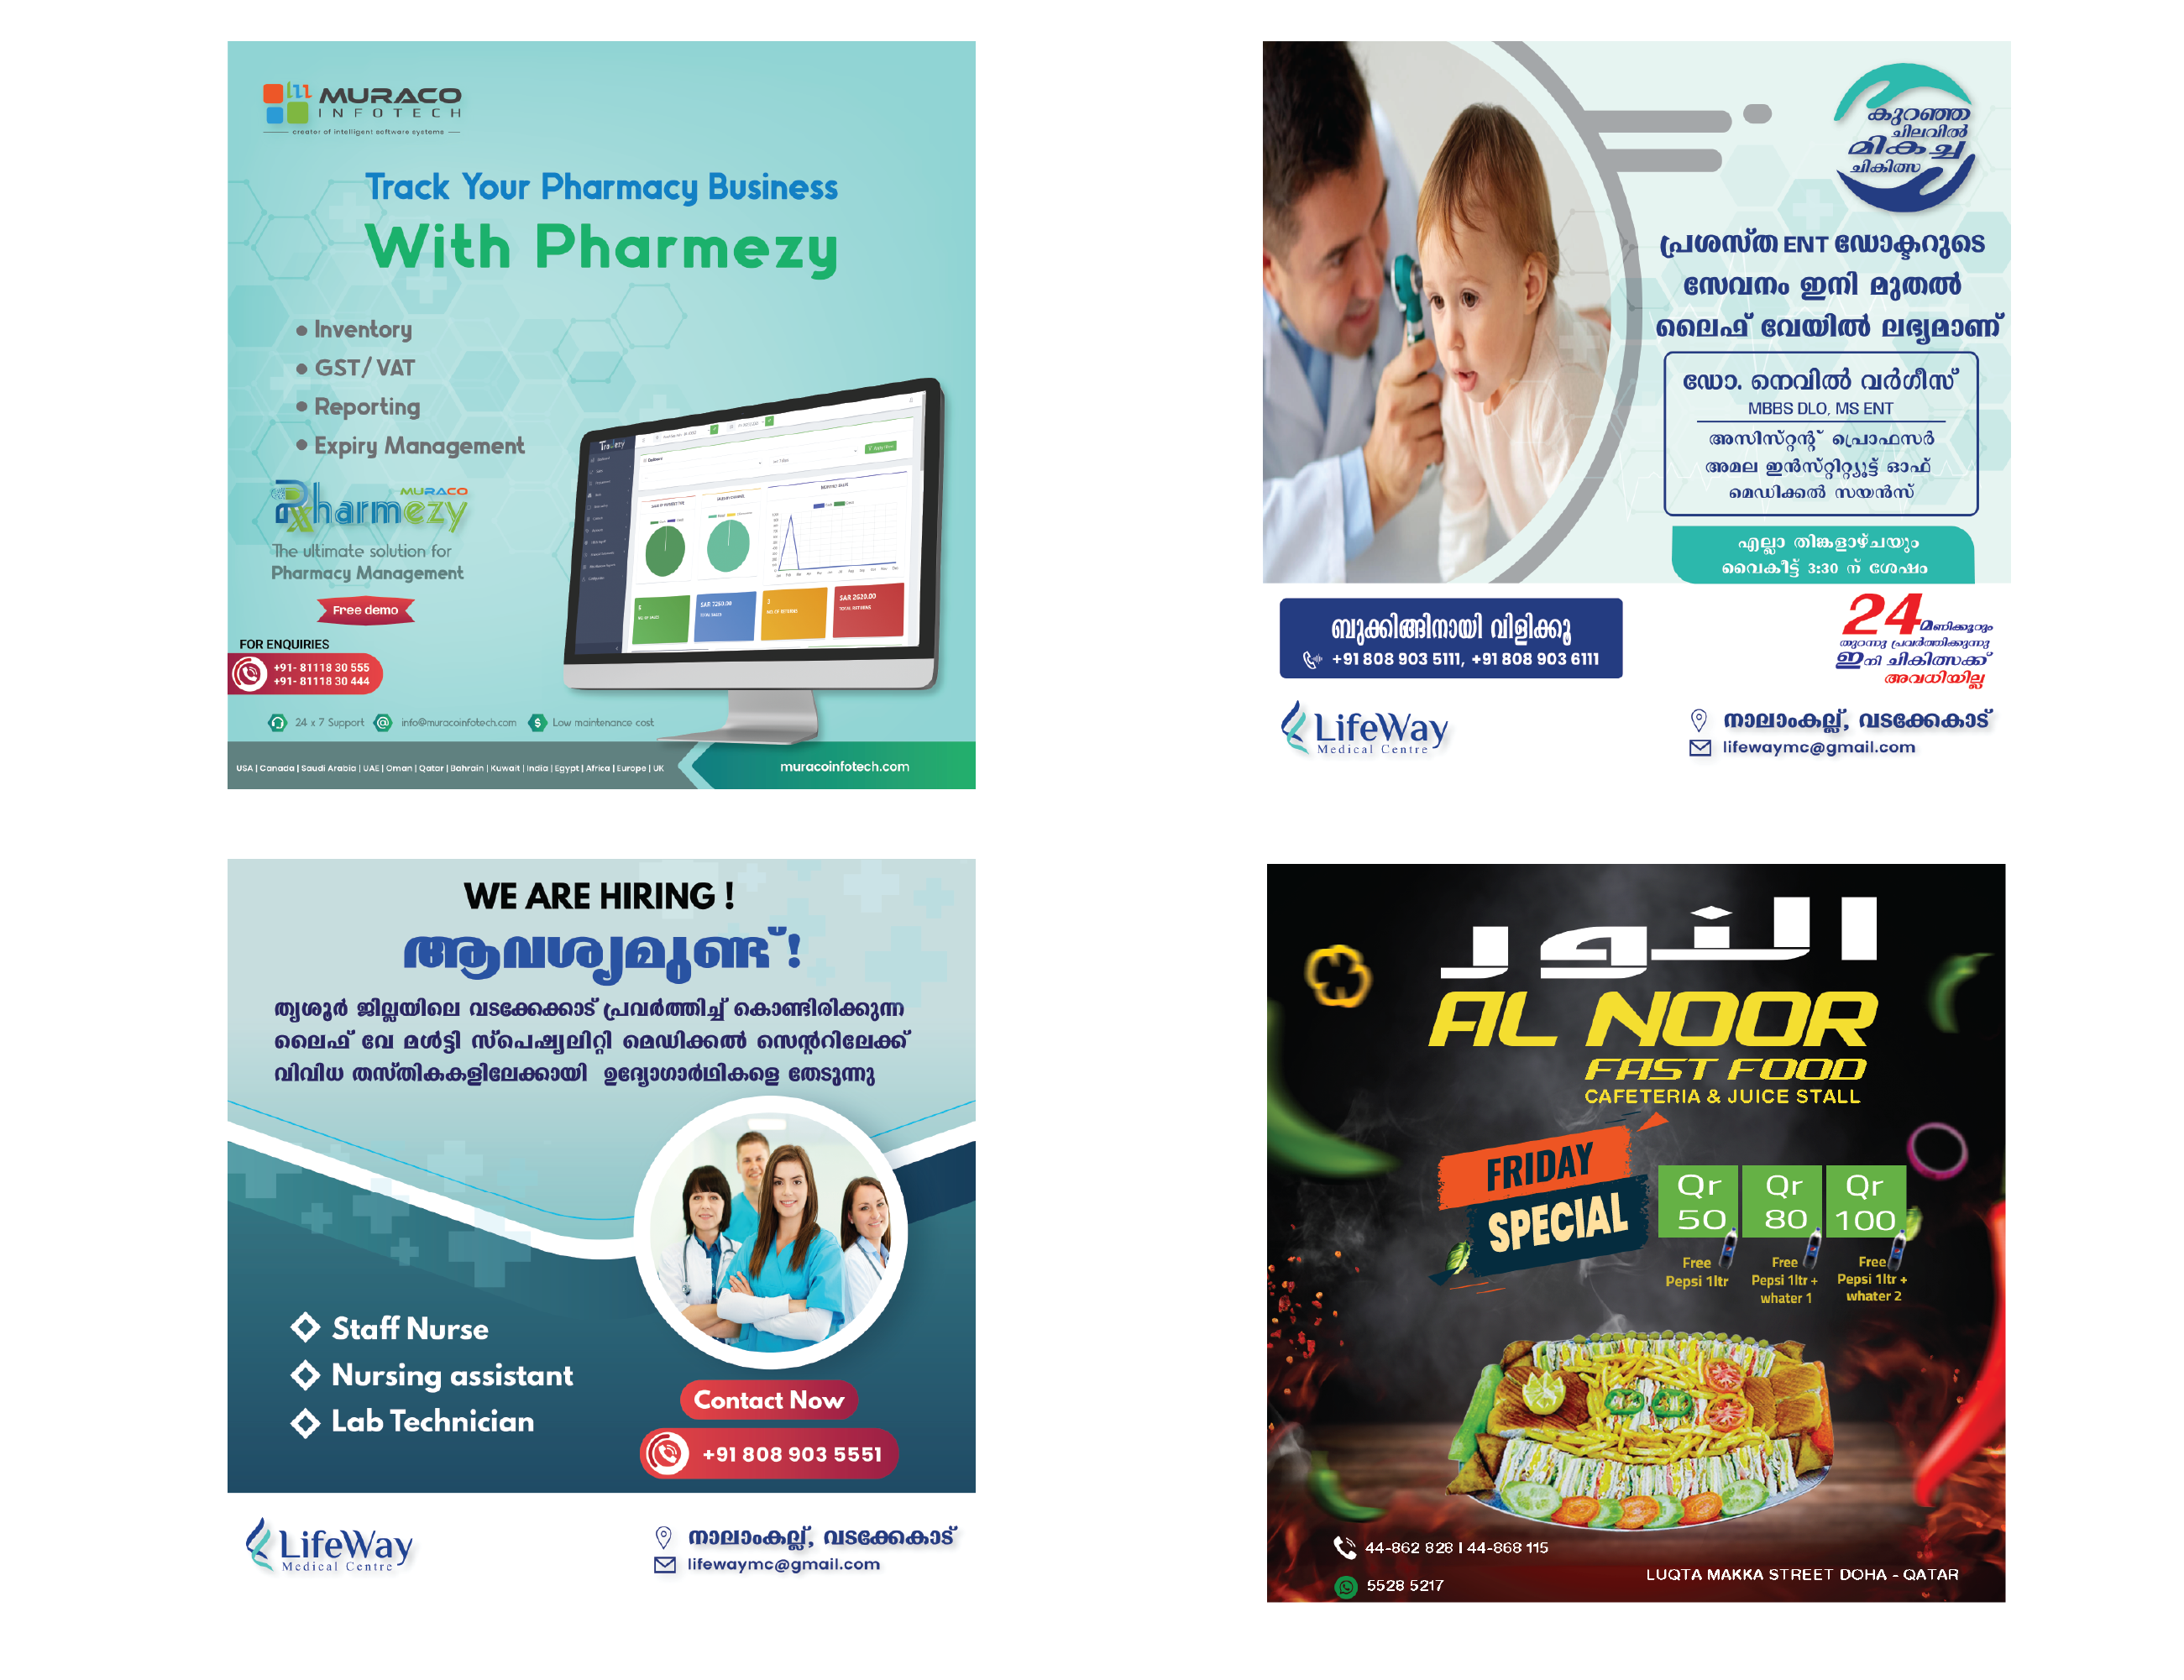 MURACO
INFOTECH
creator of intelligent software systems
Track Your Pharmacy Business
With Pharmezy
• Inventory
• GST/ VAT
• Reporting
• Expiry Management
MURACO
Pharmezy
The ultimate solution for
Pharmacy Management
Free demo
FOR ENQUIRIES
+91- 81118 30 555
+91- 81118 30 444
24 x 7 Support
info@muracoinfotech.com
Low maintenance cost
USA | Canada | Saudi Arabia | UAE | Oman | Qatar | Bahrain | Kuwait | India | Egypt | Africa | Europe | UK
muracoinfotech.com
SAR 7250.00
SAR 2620.00
കുറഞ്ഞ
ചിലവിൽ
മികച്ച
ചികിത്സ
പ്രശസ്ത ENT ഡോക്ടറുടെ
സേവനം ഇനി മുതൽ
ലൈഫ് വേയിൽ ലഭ്യമാണ്
ഡോ. നെവിൽ വർഗീസ്
MBBS DLO, MS ENT
അസിസ്റ്റന്റ് പ്രൊഫസർ
അമല ഇൻസ്റ്റിറ്റ്യൂട്ട് ഓഫ്
മെഡിക്കൽ സയൻസ്
എല്ലാ തിങ്കളാഴ്ചയും
വൈകീട്ട് 3:30 ന് ശേഷം
ബുക്കിങ്ങിനായി വിളിക്കൂ
+91 808 903 5111, +91 808 903 6111
24 മണിക്കൂറും
തുറന്നു പ്രവർത്തിക്കുന്നു
ഇനി ചികിത്സക്ക്
അവധിയില്ല
LifeWay
Medical Centre
നാലാംകല്ല്, വടക്കേകാട്
lifewaymc@gmail.com
WE ARE HIRING !
ആവശ്യമുണ്ട് !
തൃശൂർ ജില്ലയിലെ വടക്കേക്കാട് പ്രവർത്തിച്ച് കൊണ്ടിരിക്കുന്ന
ലൈഫ് വേ മൾട്ടി സ്പെഷ്യലിറ്റി മെഡിക്കൽ സെന്ററിലേക്ക്
വിവിധ തസ്തികകളിലേക്കായി ഉദ്യോഗാർഥികളെ തേടുന്നു
Staff Nurse
Nursing assistant
Lab Technician
Contact Now
+91 808 903 5551
LifeWay
Medical Centre
നാലാംകല്ല്, വടക്കേകാട്
lifewaymc@gmail.com
النور
AL NOOR
FAST FOOD
CAFETERIA & JUICE STALL
FRIDAY
SPECIAL
Qr 50
Free
Pepsi 1ltr
Qr 80
Free
Pepsi 1ltr +
whater 1
Qr 100
Free
Pepsi 1ltr +
whater 2
44-862 828 I 44-868 115
5528 5217
LUQTA MAKKA STREET DOHA - QATAR